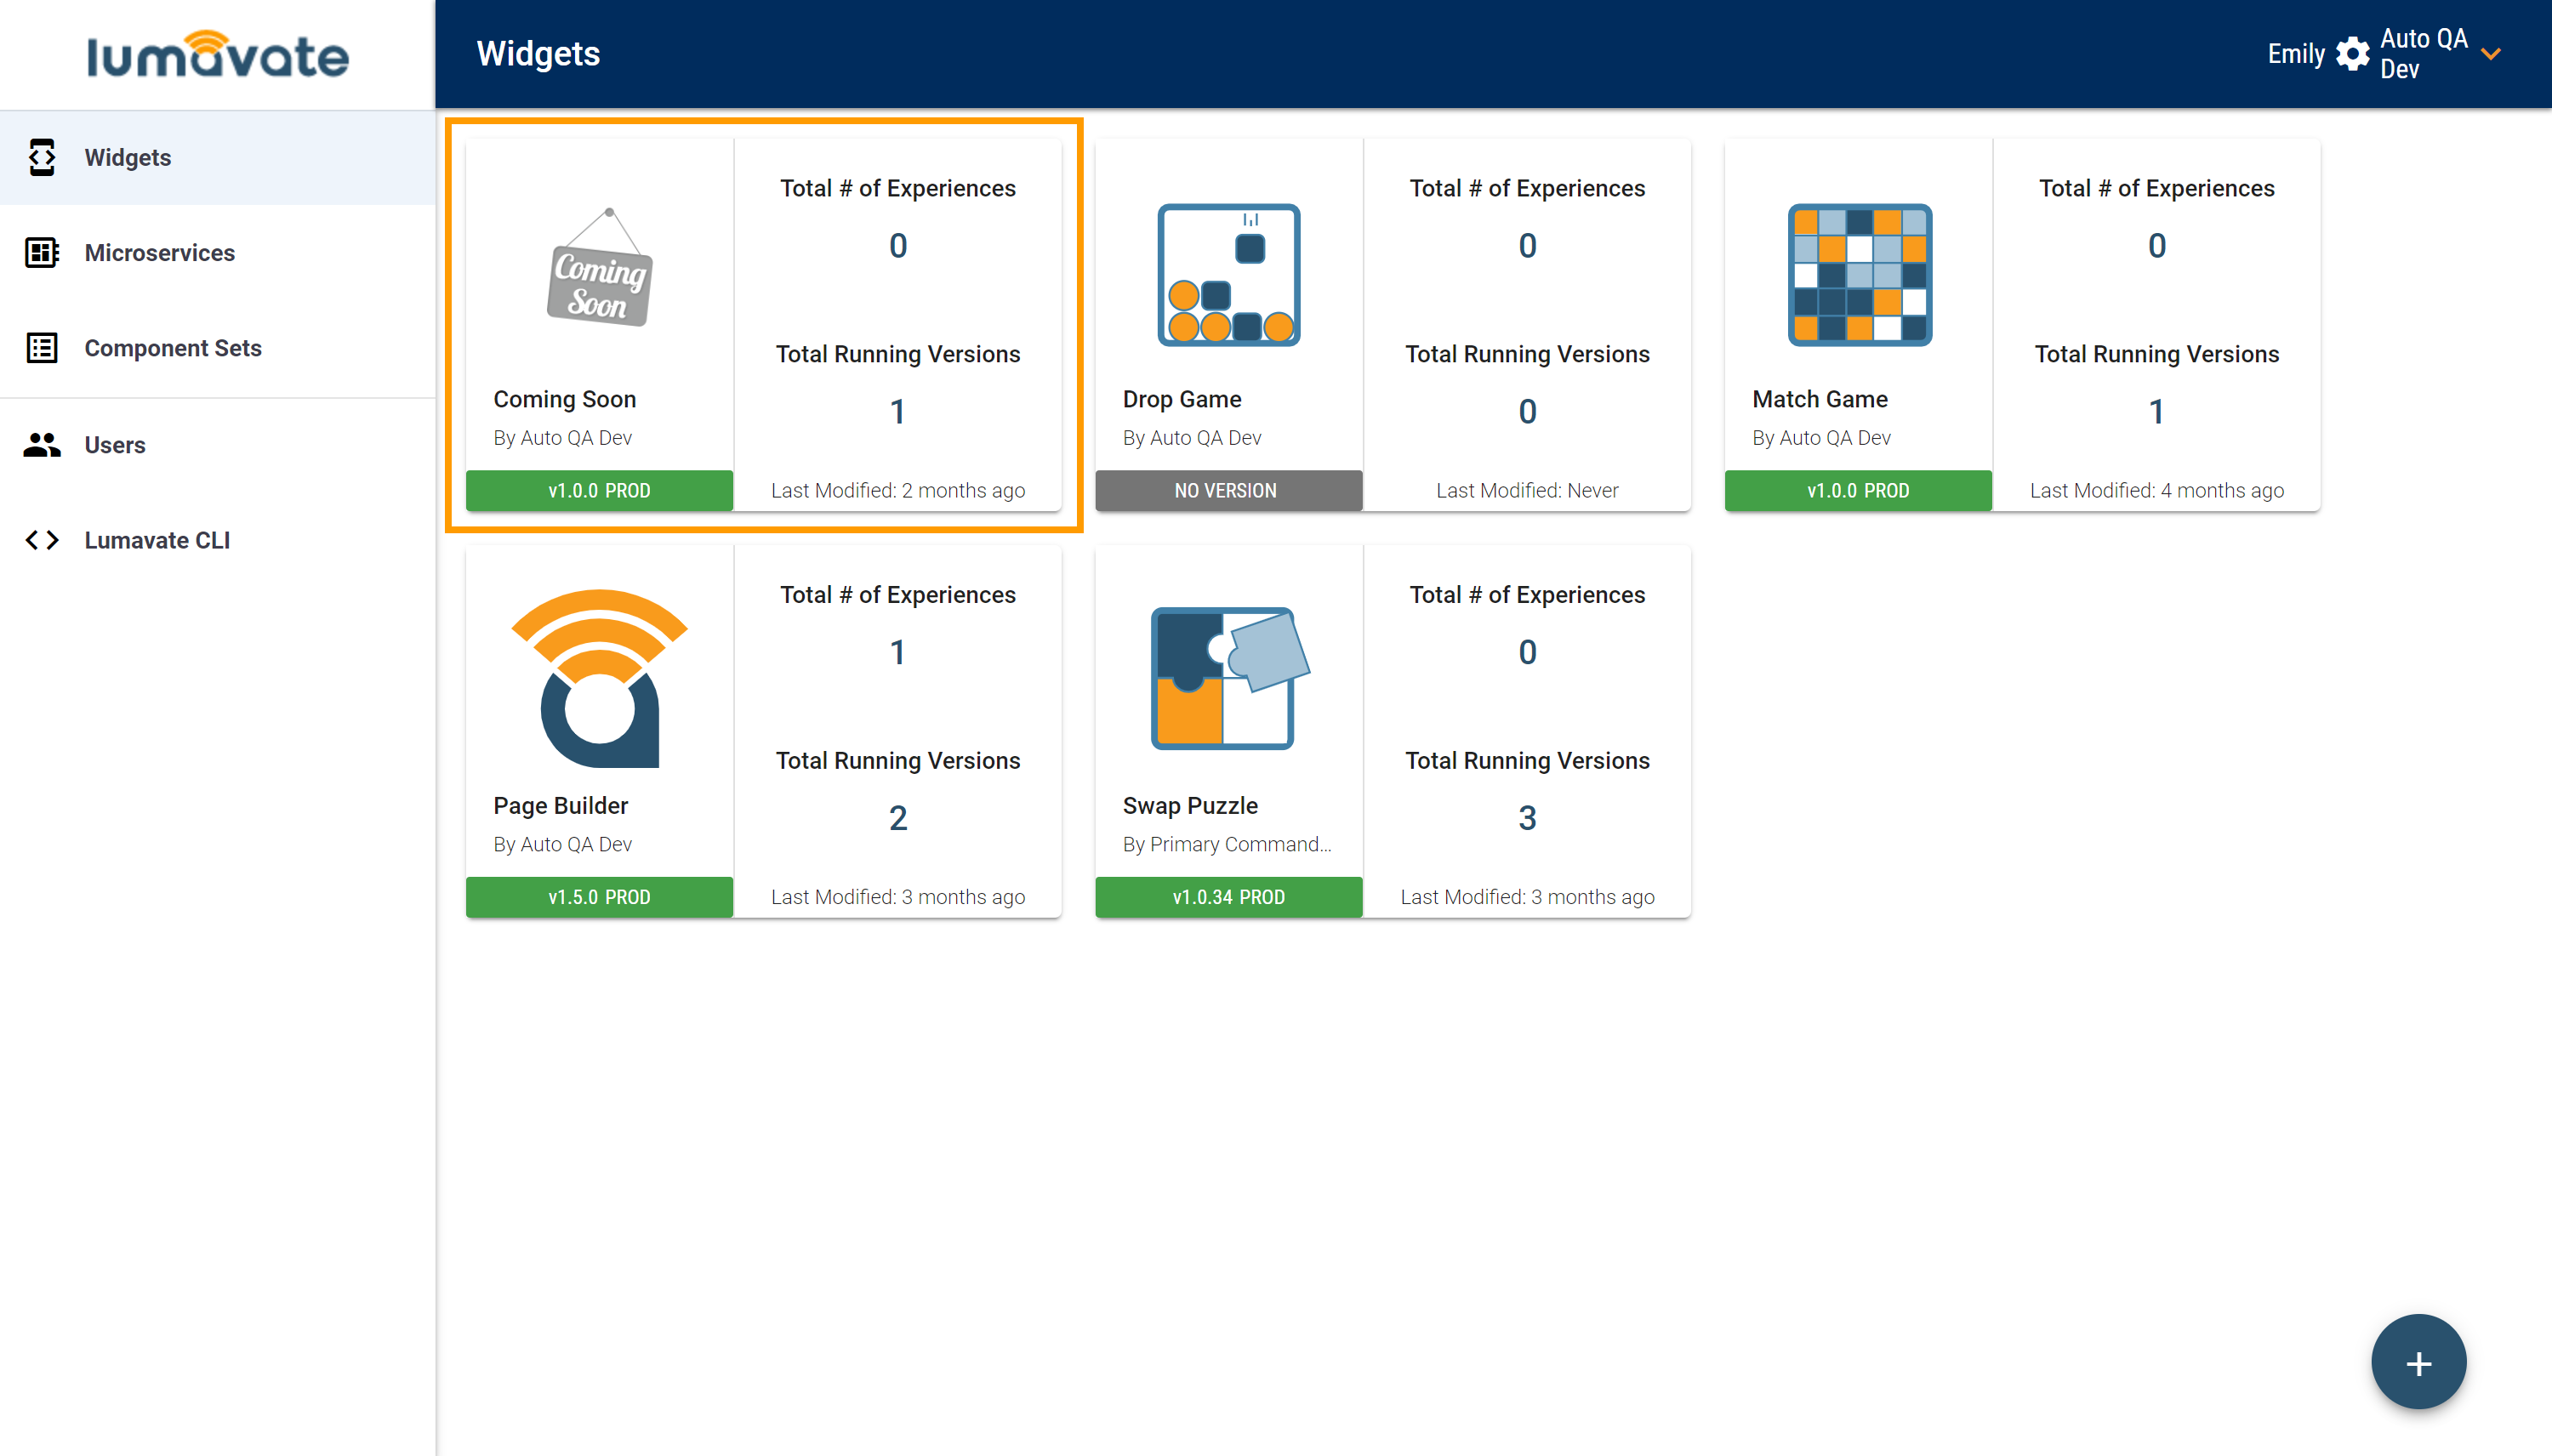 lumavate
Widgets
Emily
Auto QA
Dev
Widgets
Microservices
Component Sets
Users
Lumavate CLI
Coming
Soon
Coming Soon
By Auto QA Dev
v1.0.0 PROD
Total # of Experiences
0
Total Running Versions
1
Last Modified: 2 months ago
Drop Game
By Auto QA Dev
NO VERSION
Total # of Experiences
0
Total Running Versions
0
Last Modified: Never
Match Game
By Auto QA Dev
v1.0.0 PROD
Total # of Experiences
0
Total Running Versions
1
Last Modified: 4 months ago
Page Builder
By Auto QA Dev
v1.5.0 PROD
Total # of Experiences
1
Total Running Versions
2
Last Modified: 3 months ago
Swap Puzzle
By Primary Command...
v1.0.34 PROD
Total # of Experiences
0
Total Running Versions
3
Last Modified: 3 months ago
+